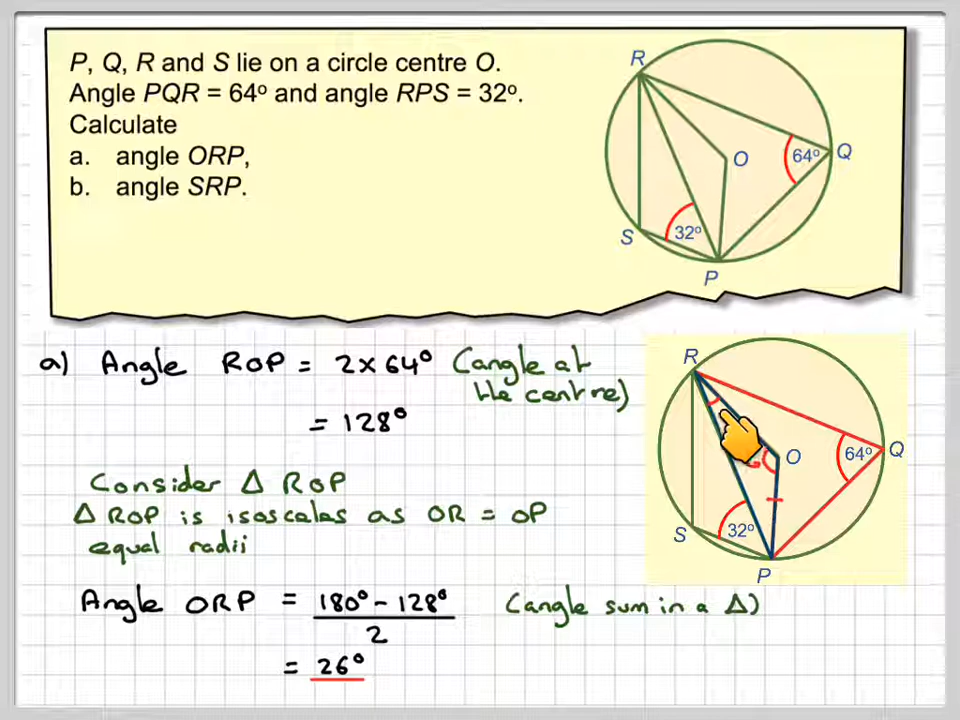 P, Q, R and S lie on a circle centre O.
Angle PQR = 64° and angle RPS = 32°.
Calculate
a. angle ORP,
b. angle SRP.
R
O
64°
Q
S
32°
P
a) Angle ROP = 2 x 64° (angle at
the centre)
= 128°
Consider Δ ROP
Δ ROP is isosceles as OR = OP
equal radii
Angle ORP = 180° - 128° (angle sum in a Δ)
2
= 26°
R
O
64°
Q
S
32°
P